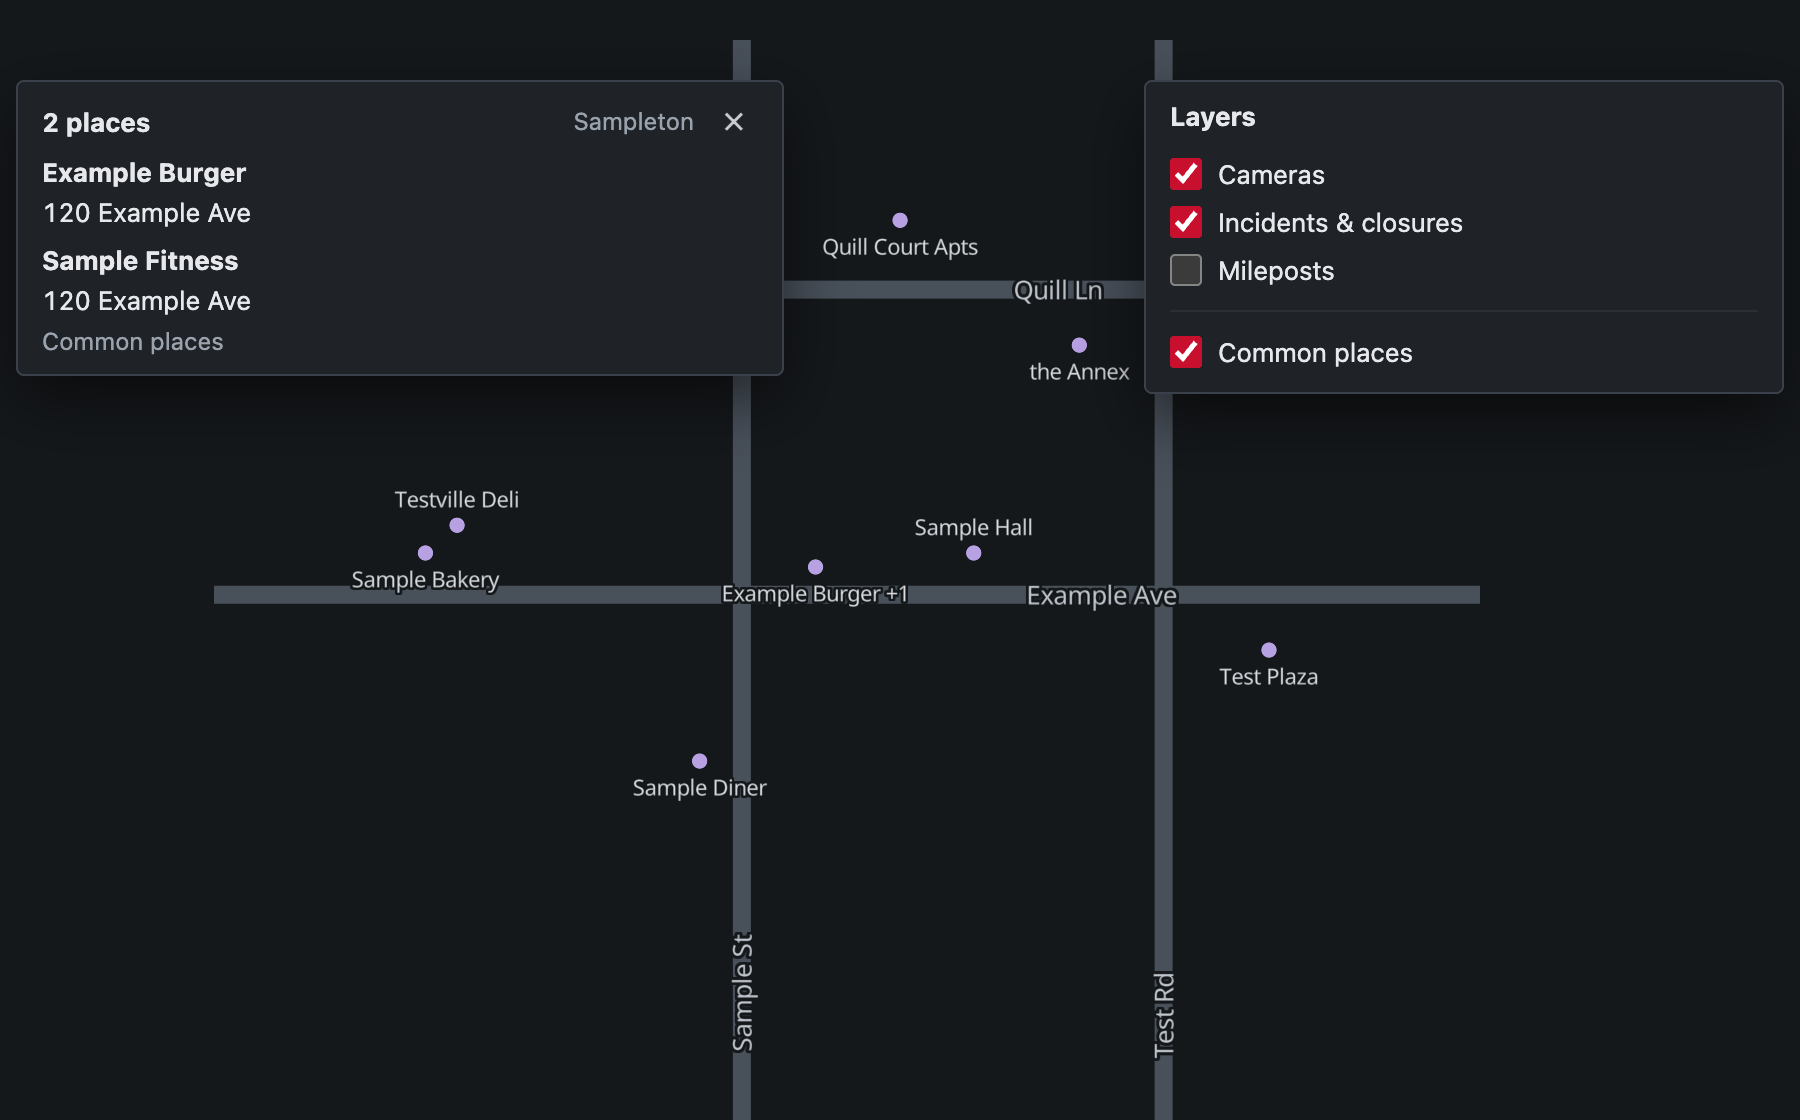 2 places
Sampleton
Example Burger
120 Example Ave
Sample Fitness
120 Example Ave
Common places
Layers
Cameras
Incidents & closures
Mileposts
Common places
Quill Court Apts
Quill Ln
the Annex
Testville Deli
Sample Bakery
Sample Hall
Example Burger +1
Example Ave
Test Plaza
Sample Diner
Sample St
Test Rd